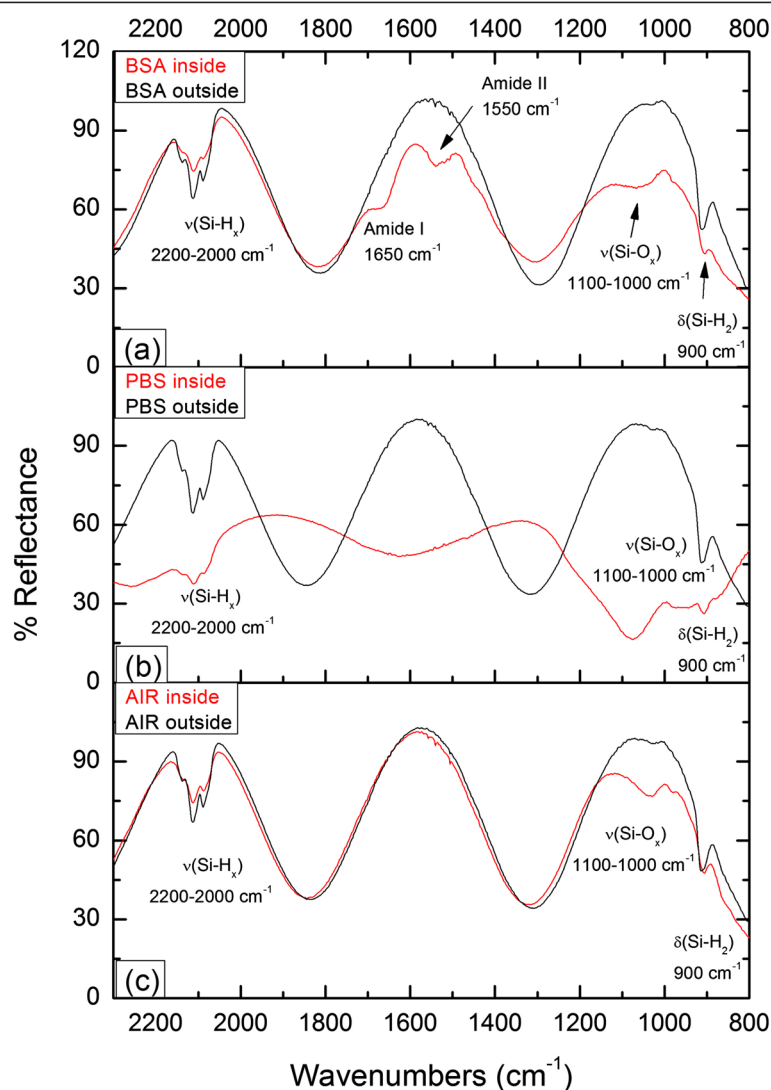 2200 2000 1800 1600 1400 1200 1000 800
120
BSA inside
BSA outside
90
60
30
0
Amide II
1550 cm⁻¹
Amide I
1650 cm⁻¹
ν(Si-Hₓ)
2200-2000 cm⁻¹
ν(Si-Oₓ)
1100-1000 cm⁻¹
δ(Si-H₂)
900 cm⁻¹
(a)
PBS inside
PBS outside
90
60
30
0
ν(Si-Hₓ)
2200-2000 cm⁻¹
ν(Si-Oₓ)
1100-1000 cm⁻¹
δ(Si-H₂)
900 cm⁻¹
(b)
% Reflectance
AIR inside
AIR outside
90
60
30
0
ν(Si-Hₓ)
2200-2000 cm⁻¹
ν(Si-Oₓ)
1100-1000 cm⁻¹
δ(Si-H₂)
900 cm⁻¹
(c)
2200 2000 1800 1600 1400 1200 1000 800
Wavenumbers (cm⁻¹)